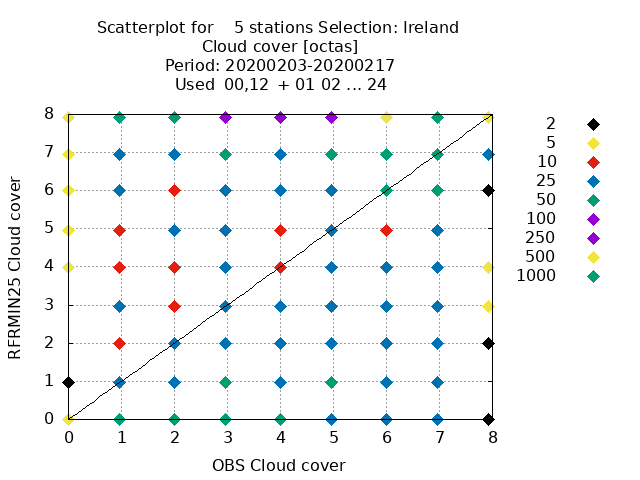 Scatterplot for 5 stations Selection: Ireland
Cloud cover [octas]
Period: 20200203-20200217
Used 00,12 + 01 02 ... 24
RFRMIN25 Cloud cover
8
7
6
5
4
3
2
1
0
0 1 2 3 4 5 6 7 8
OBS Cloud cover
2
5
10
25
50
100
250
500
1000